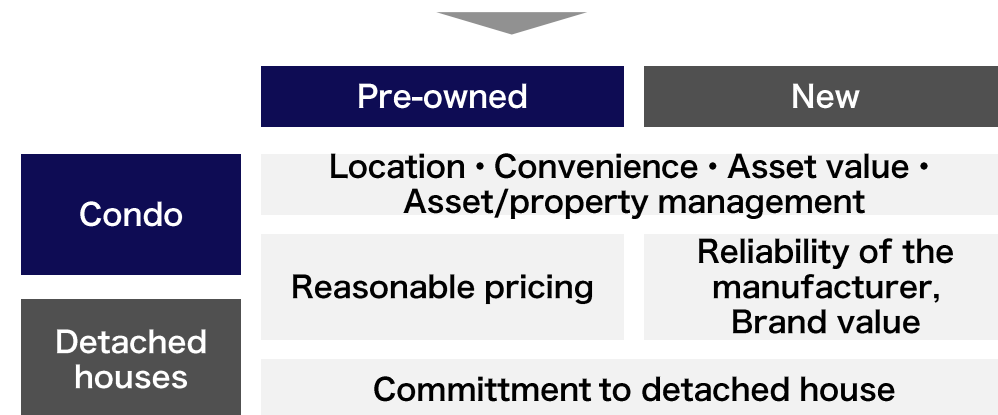 Pre-owned
New
Condo
Location・Convenience・Asset value・
Asset/property management
Reasonable pricing
Reliability of the
manufacturer,
Brand value
Detached
houses
Committment to detached house